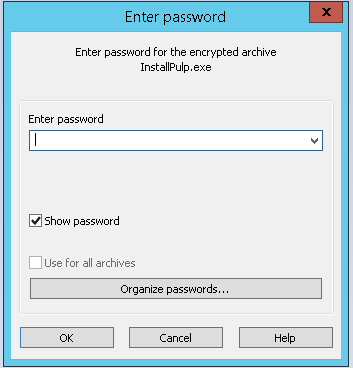 Enter password
X
Enter password for the encrypted archive
InstallPulp.exe
Enter password
Show password
Use for all archives
Organize passwords...
OK
Cancel
Help